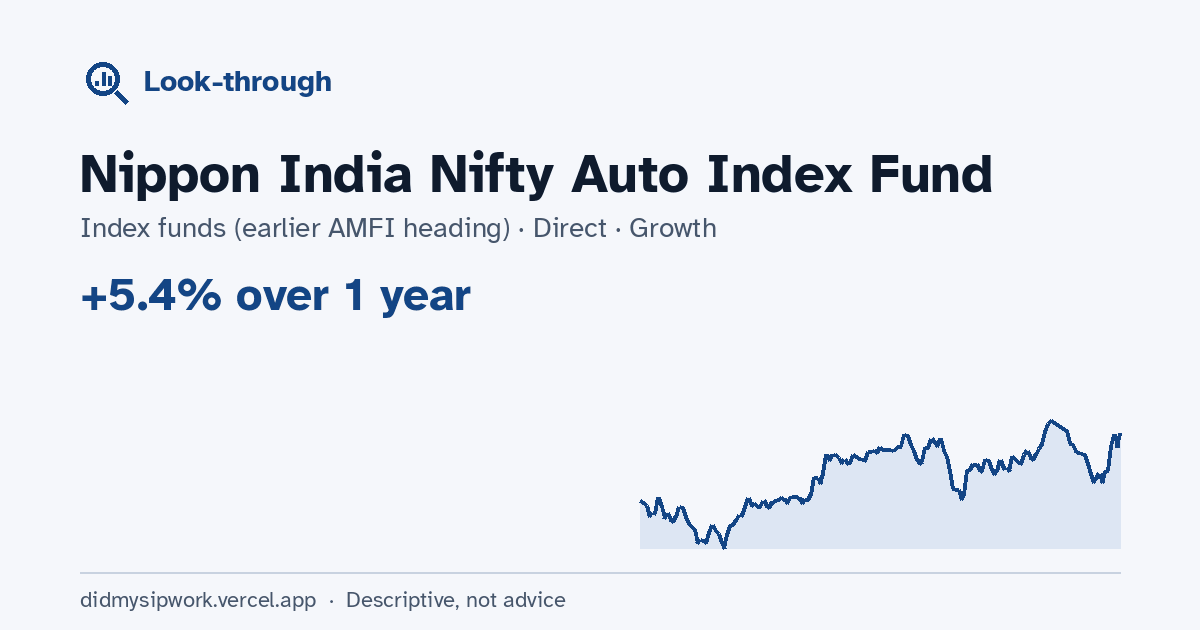 Look-through
Nippon India Nifty Auto Index Fund
Index funds (earlier AMFI heading) · Direct · Growth
+5.4% over 1 year
didmysipwork.vercel.app · Descriptive, not advice